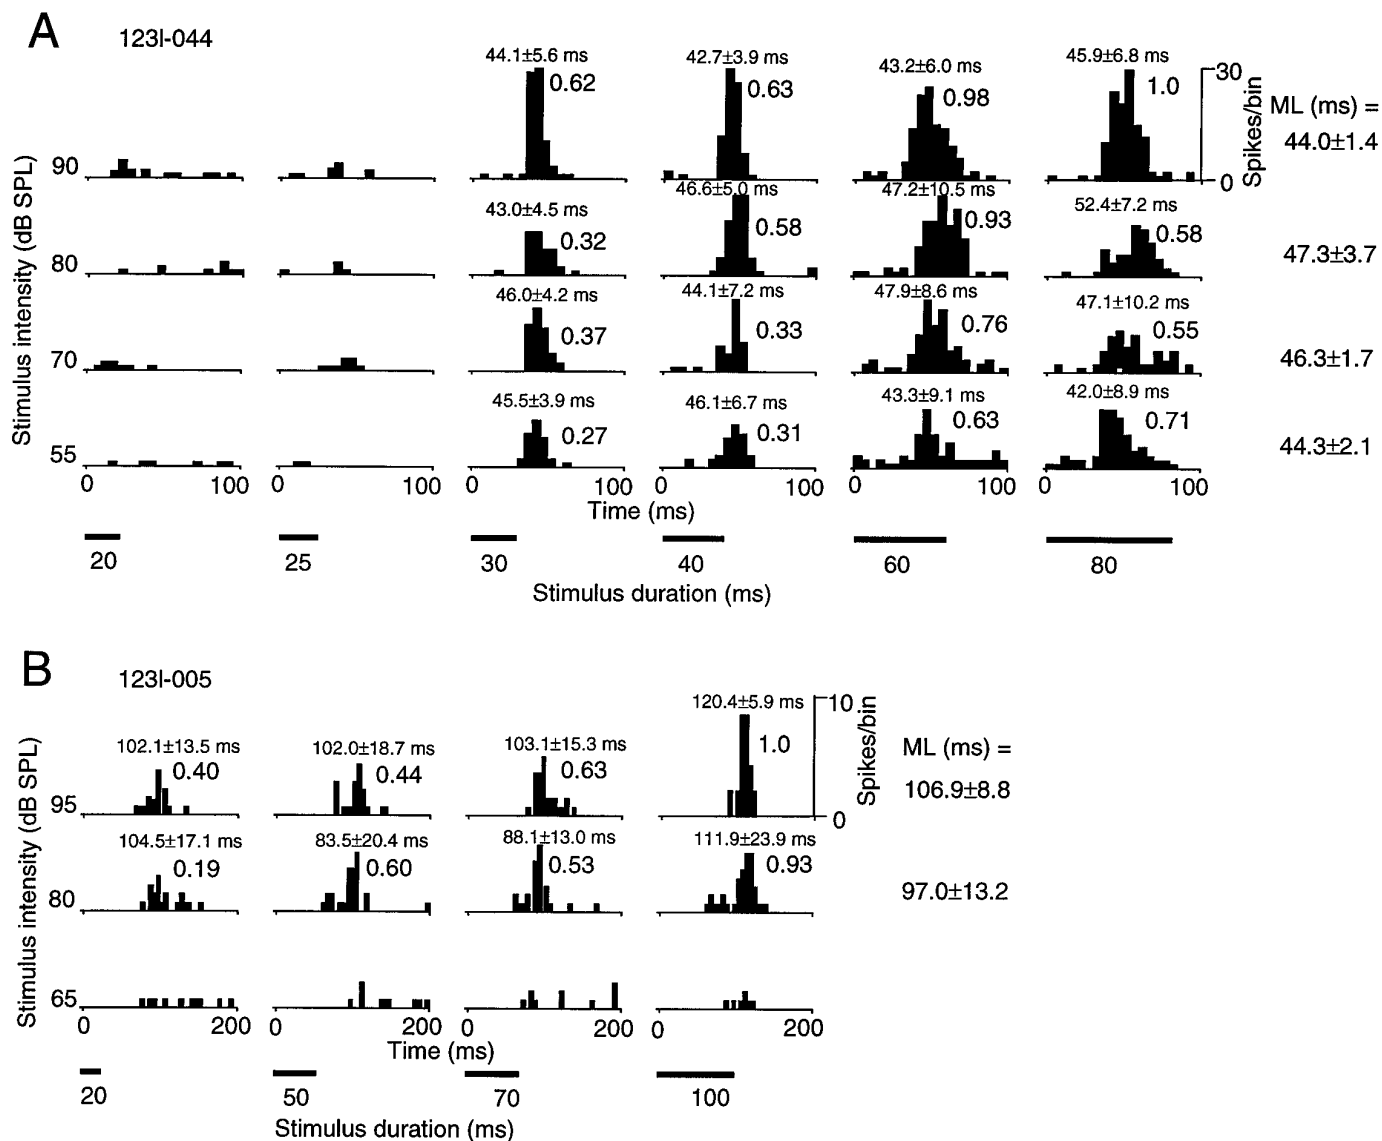 A
123l-044
44.1±5.6 ms 42.7±3.9 ms 43.2±6.0 ms 45.9±6.8 ms
0.62 0.63 0.98 1.0
30
0
Spikes/bin
ML (ms) =
44.0±1.4
90
43.0±4.5 ms 46.6±5.0 ms 47.2±10.5 ms 52.4±7.2 ms
0.32 0.58 0.93 0.58
47.3±3.7
80
46.0±4.2 ms 44.1±7.2 ms 47.9±8.6 ms 47.1±10.2 ms
0.37 0.33 0.76 0.55
46.3±1.7
70
45.5±3.9 ms 46.1±6.7 ms 43.3±9.1 ms 42.0±8.9 ms
0.27 0.31 0.63 0.71
44.3±2.1
55
Stimulus intensity (dB SPL)
0 100 0 100 0 100 0 100 0 100 0 100
Time (ms)
20 25 30 40 60 80
Stimulus duration (ms)
B
123l-005
102.1±13.5 ms 102.0±18.7 ms 103.1±15.3 ms 120.4±5.9 ms
0.40 0.44 0.63 1.0
10
0
Spikes/bin
ML (ms) =
106.9±8.8
95
104.5±17.1 ms 83.5±20.4 ms 88.1±13.0 ms 111.9±23.9 ms
0.19 0.60 0.53 0.93
97.0±13.2
80
65
Stimulus intensity (dB SPL)
0 200 0 200 0 200 0 200
Time (ms)
20 50 70 100
Stimulus duration (ms)